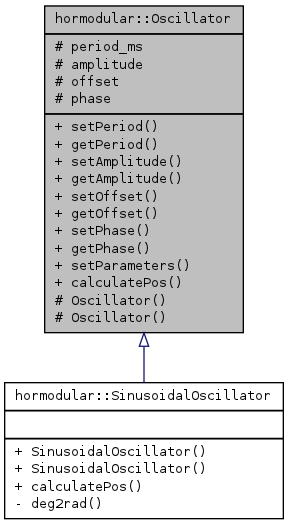 hormodular::Oscillator
# period_ms
# amplitude
# offset
# phase
+ setPeriod()
+ getPeriod()
+ setAmplitude()
+ getAmplitude()
+ setOffset()
+ getOffset()
+ setPhase()
+ getPhase()
+ setParameters()
+ calculatePos()
# Oscillator()
# Oscillator()
hormodular::SinusoidalOscillator
+ SinusoidalOscillator()
+ SinusoidalOscillator()
+ calculatePos()
- deg2rad()